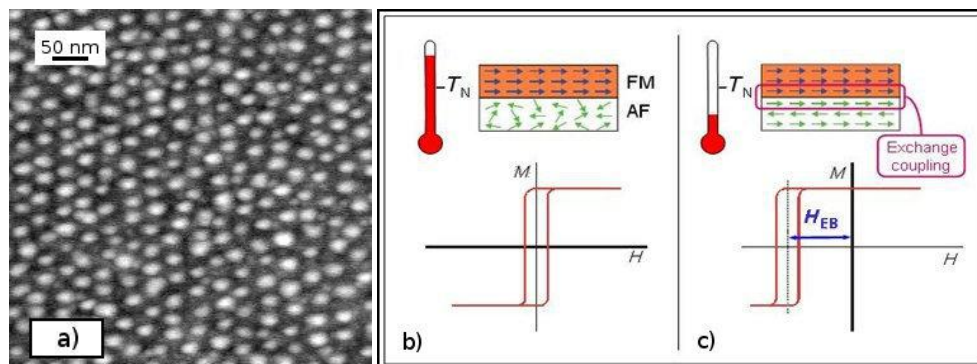 50 nm
a)
T_N
FM
AF
M
H
b)
T_N
Exchange
coupling
M
H_EB
H
c)